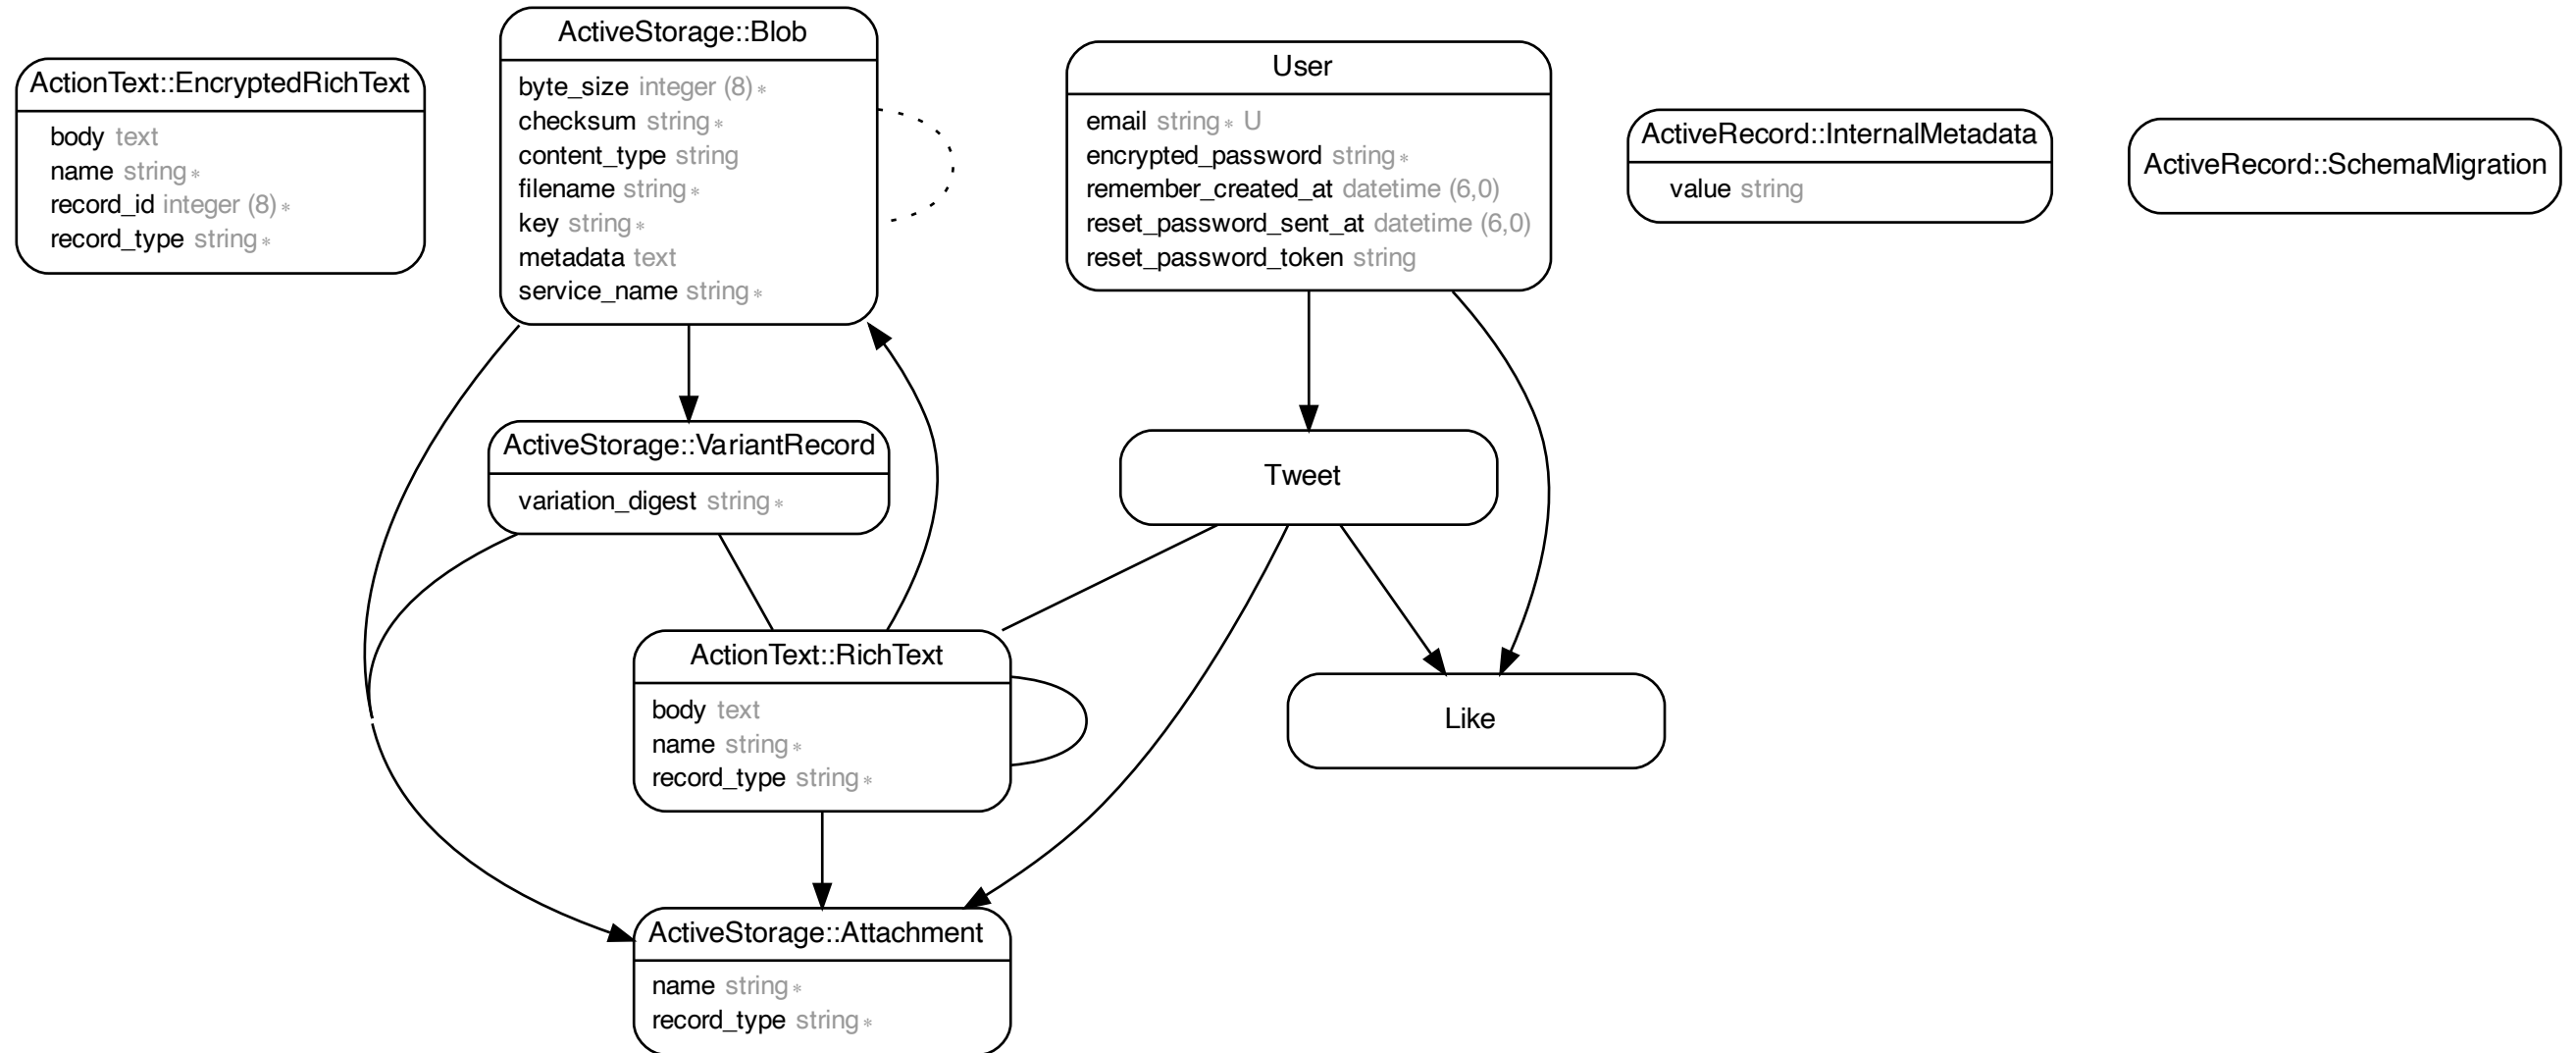 ActionText::EncryptedRichText
body text
name string *
record_id integer (8) *
record_type string *
ActiveStorage::Blob
byte_size integer (8) *
checksum string *
content_type string
filename string *
key string *
metadata text
service_name string *
User
email string * U
encrypted_password string *
remember_created_at datetime (6,0)
reset_password_sent_at datetime (6,0)
reset_password_token string
ActiveRecord::InternalMetadata
value string
ActiveRecord::SchemaMigration
ActiveStorage::VariantRecord
variation_digest string *
Tweet
ActionText::RichText
body text
name string *
record_type string *
Like
ActiveStorage::Attachment
name string *
record_type string *